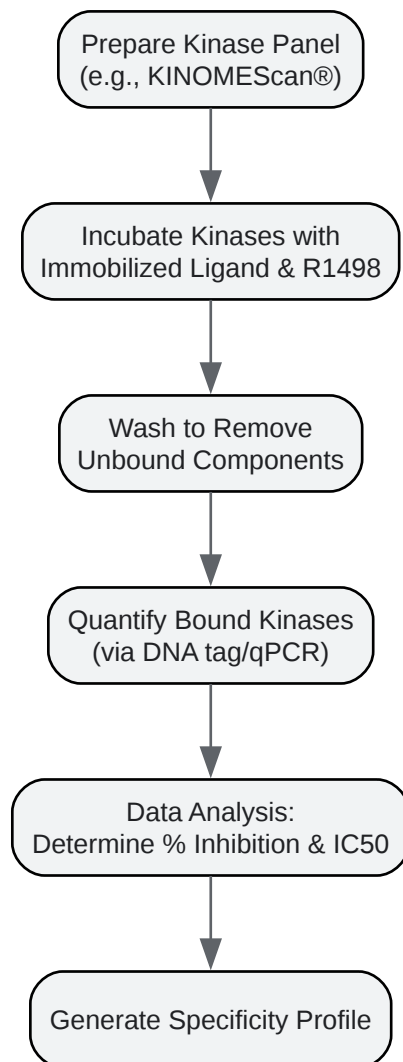 Prepare Kinase Panel
(e.g., KINOMEScan®)
Incubate Kinases with
Immobilized Ligand & R1498
Wash to Remove
Unbound Components
Quantify Bound Kinases
(via DNA tag/qPCR)
Data Analysis:
Determine % Inhibition & IC50
Generate Specificity Profile